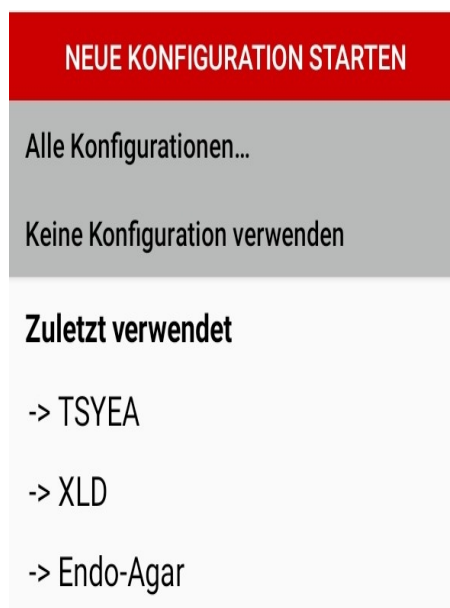 NEUE KONFIGURATION STARTEN
Alle Konfigurationen...
Keine Konfiguration verwenden
Zuletzt verwendet
-> TSYEA
-> XLD
-> Endo-Agar